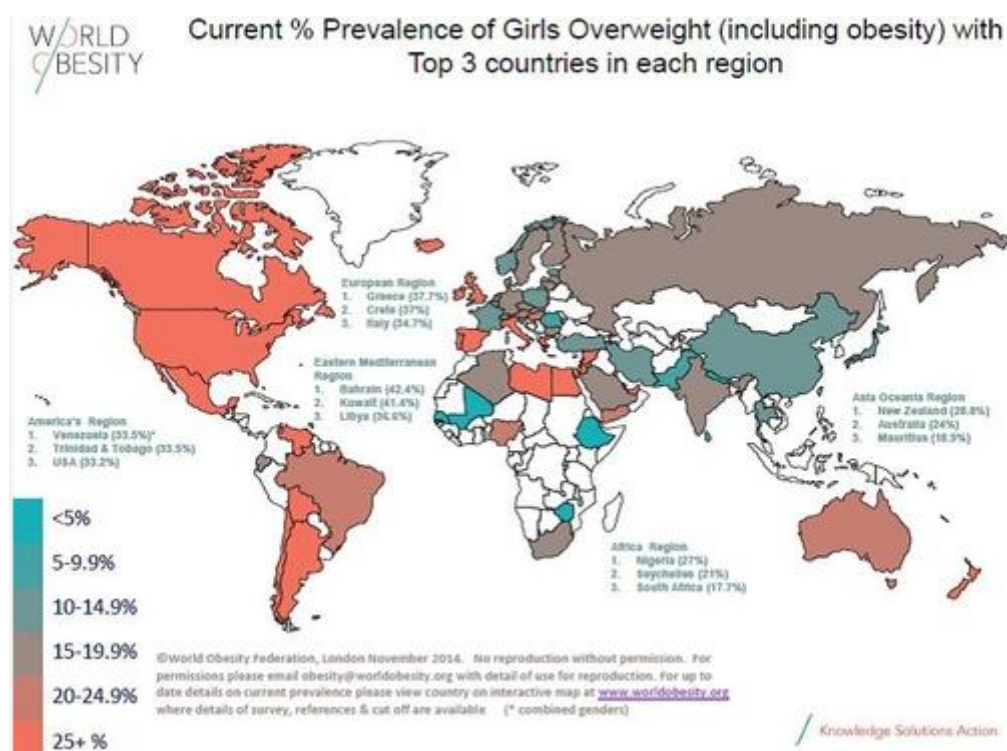 WORLD
OBESITY
Current % Prevalence of Girls Overweight (including obesity) with
Top 3 countries in each region
European Region
1. Greece (37.7%)
2. Crete (37%)
3. Italy (34.7%)
Eastern Mediterranean
Region
1. Bahrain (42.4%)
2. Kuwait (41.4%)
3. Libya (36.6%)
America's Region
1. Venezuela (33.5%)*
2. Trinidad & Tobago (33.5%)
3. USA (33.2%)
Asia Oceania Region
1. New Zealand (28.8%)
2. Australia (24%)
3. Mauritius (18.5%)
Africa Region
1. Nigeria (27%)
2. Seychelles (21%)
3. South Africa (17.7%)
<5%
5-9.9%
10-14.9%
15-19.9%
20-24.9%
25+ %
©World Obesity Federation, London November 2014. No reproduction without permission. For
permissions please email obesity@worldobesity.org with detail of use for reproduction. For up to
date details on current prevalence please view country on interactive map at www.worldobesity.org
where details of survey, references & cut off are available (* combined genders)
Knowledge Solutions Action